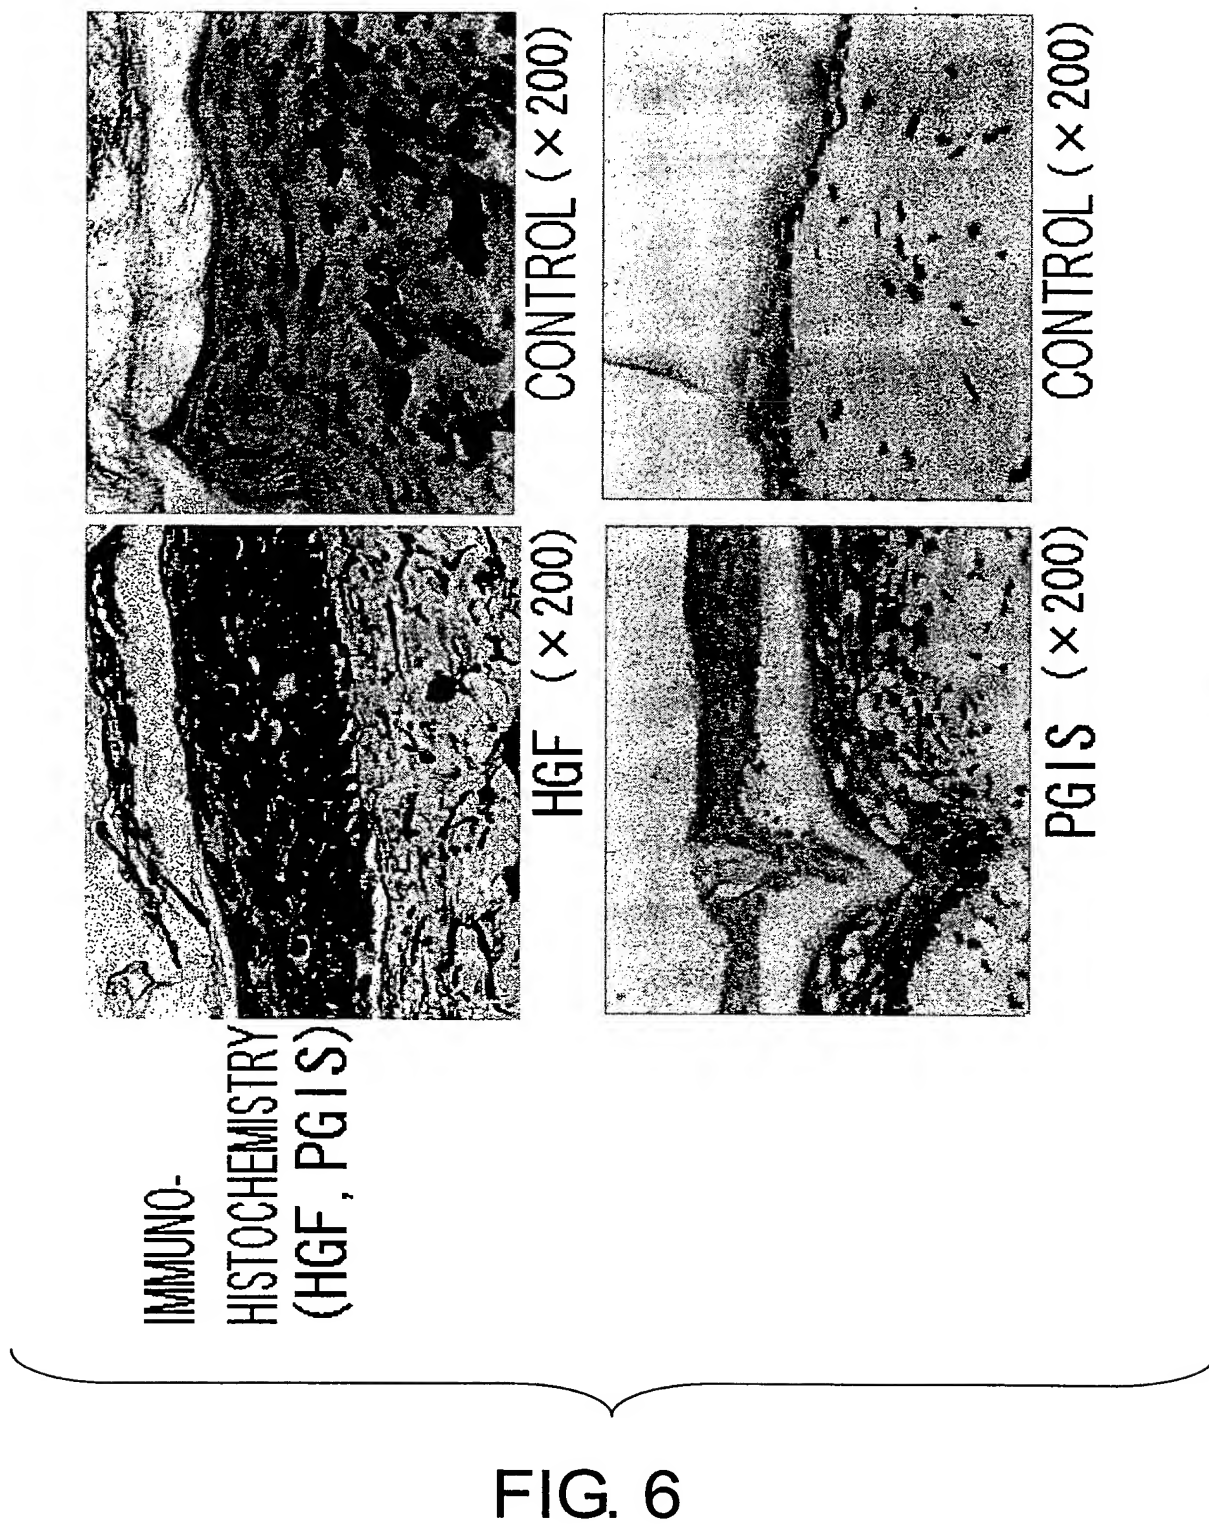 IMMUNO-
HISTOCHEMISTRY
(HGF, PGIS)
HGF (×200)
CONTROL (×200)
PGIS (×200)
CONTROL (×200)
FIG. 6